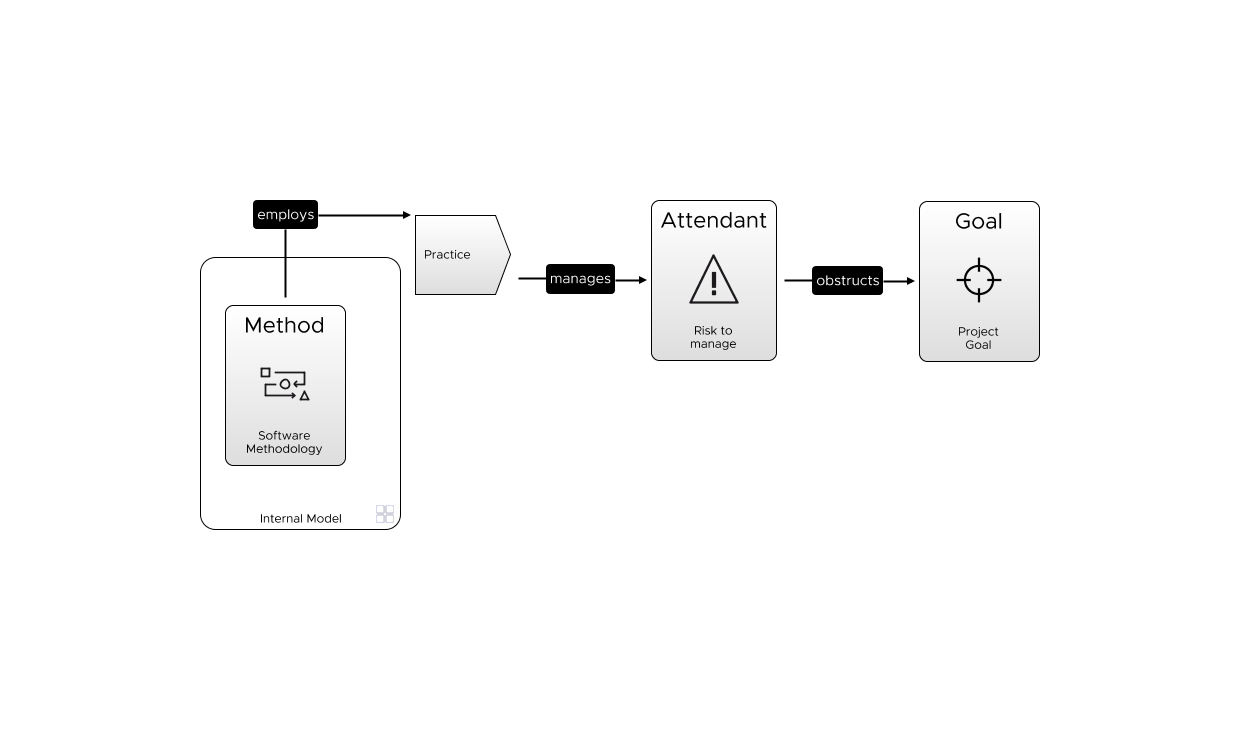 employs
Practice
manages
Attendant
Risk to
manage
obstructs
Goal
Project
Goal
Method
Software
Methodology
Internal Model